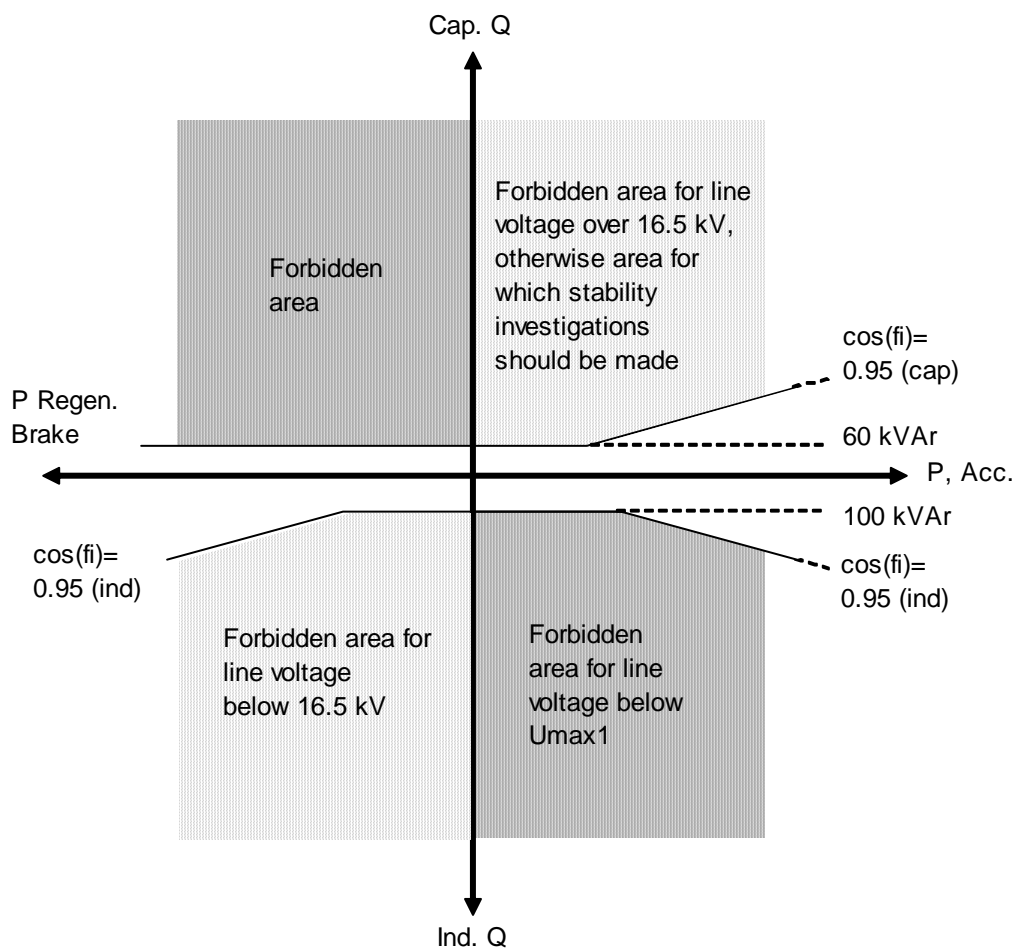 Cap. Q
Forbidden area for line
voltage over 16.5 kV,
otherwise area for
which stability
investigations
should be made
Forbidden
area
cos(fi)=
0.95 (cap)
P Regen.
Brake
60 kVAr
P, Acc.
100 kVAr
cos(fi)=
0.95 (ind)
cos(fi)=
0.95 (ind)
Forbidden area for
line voltage
below 16.5 kV
Forbidden
area for line
voltage below
Umax1
Ind. Q